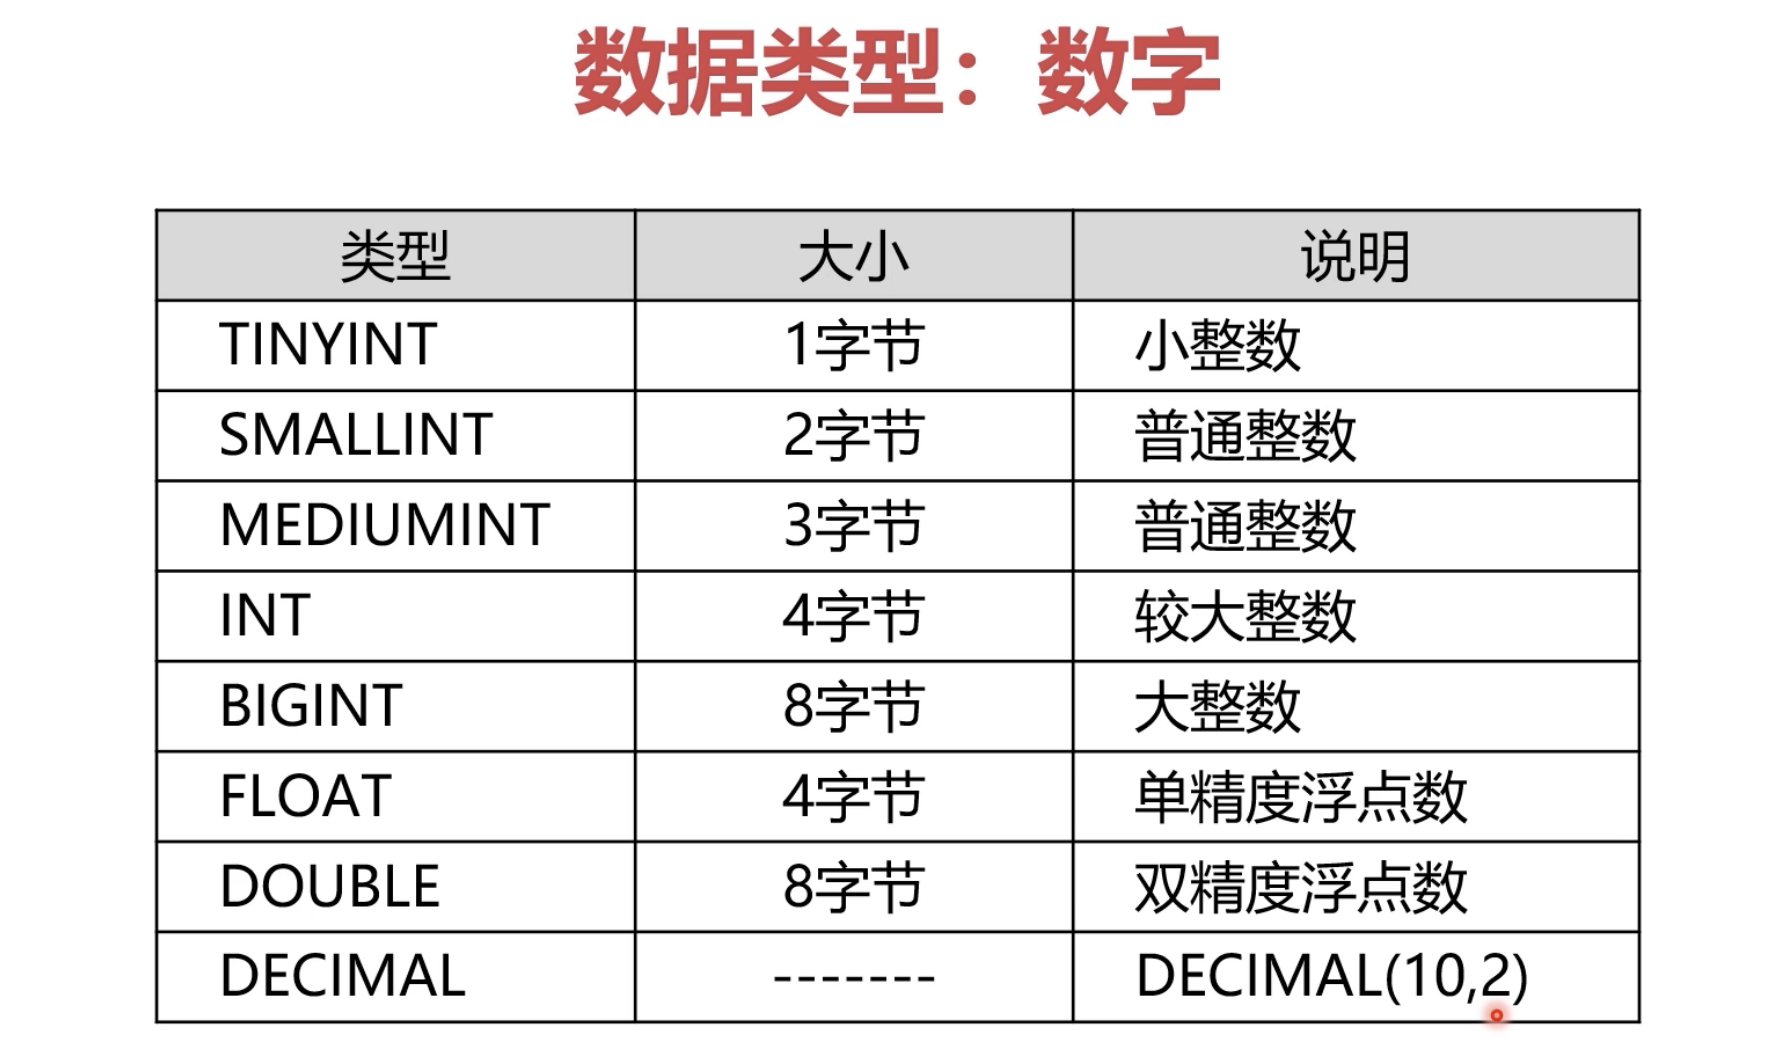 数据类型：数字
类型 大小 说明
TINYINT 1字节 小整数
SMALLINT 2字节 普通整数
MEDIUMINT 3字节 普通整数
INT 4字节 较大整数
BIGINT 8字节 大整数
FLOAT 4字节 单精度浮点数
DOUBLE 8字节 双精度浮点数
DECIMAL ------- DECIMAL(10,2)